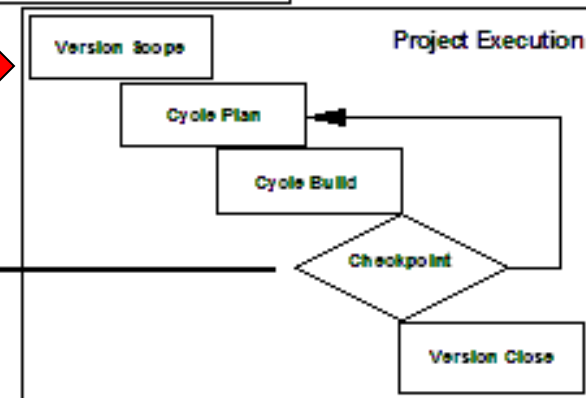 Project Execution
Version Scope
Cycle Plan
Cycle Build
Checkpoint
Version Close